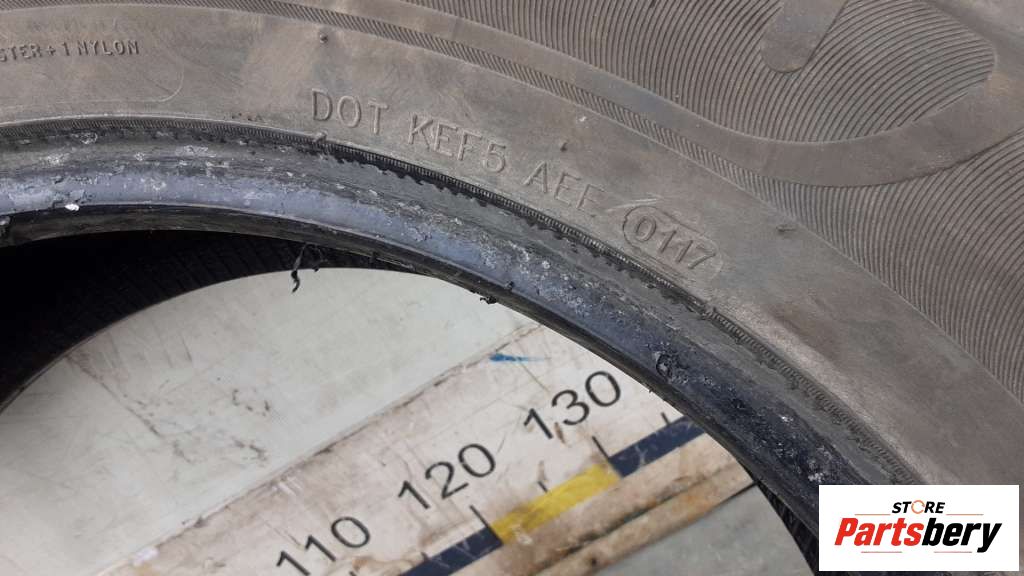 STER + 1 NYLON
DOT KEF5 AEE 0117
110 120 130
STORE
Partsbery